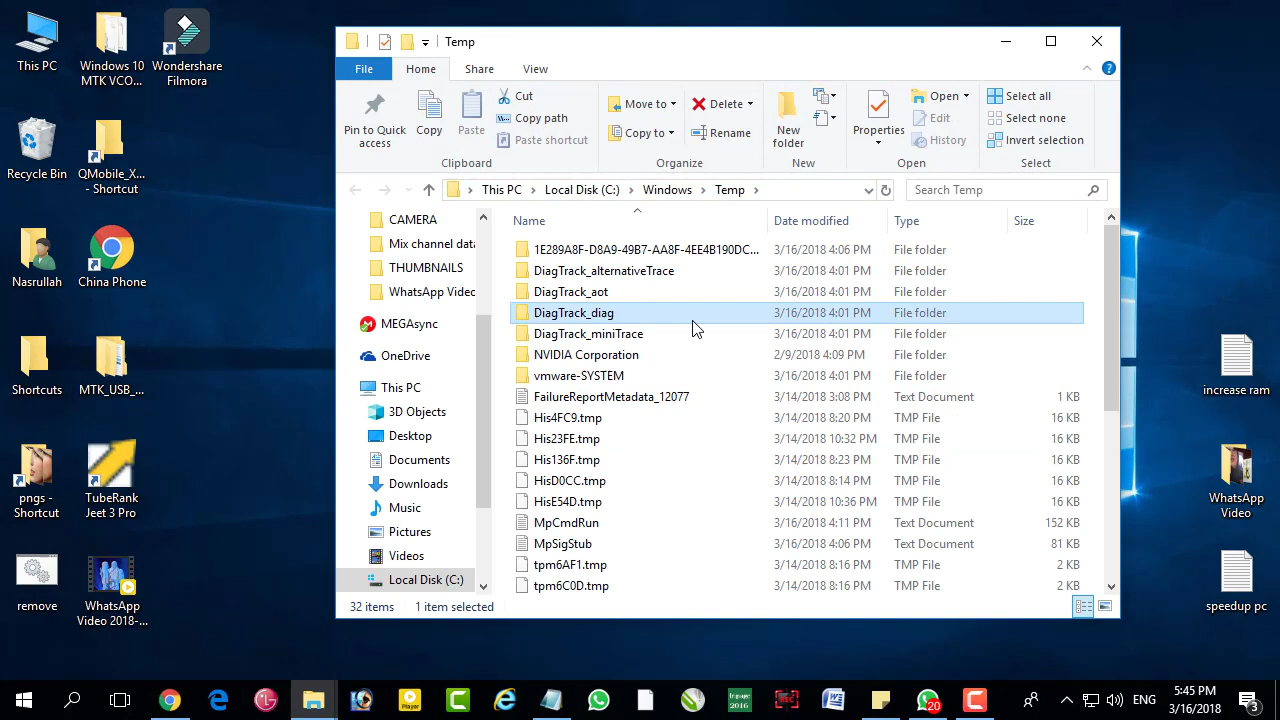 This PC
Windows 10
MTK VCO...
Wondershare
Filmora
Recycle Bin
QMobile_X...
- Shortcut
Nasrullah
China Phone
Shortcuts
MTK_USB_...
pngs -
Shortcut
TubeRank
Jeet 3 Pro
remove
WhatsApp
Video 2018-...
Temp
File
Home
Share
View
Pin to Quick
access
Copy
Paste
Cut
Copy path
Paste shortcut
Clipboard
Move to
Copy to
Delete
Rename
Organize
New
folder
New
Properties
Open
Edit
History
Open
Select all
Select none
Invert selection
Select
This PC > Local Disk (C:) > Windows > Temp >
Search Temp
CAMERA
Mix channel data
THUMBNAILS
WhatsApp Video
MEGAsync
OneDrive
This PC
3D Objects
Desktop
Documents
Downloads
Music
Pictures
Videos
Local Disk (C:)
Name Date modified Type Size
1E289A8F-D8A9-49B7-AA8F-4EE4B190DC... 3/16/2018 4:06 PM File folder
DiagTrack_alternativeTrace 3/16/2018 4:01 PM File folder
DiagTrack_aot 3/16/2018 4:01 PM File folder
DiagTrack_diag 3/16/2018 4:01 PM File folder
DiagTrack_miniTrace 3/16/2018 4:01 PM File folder
NVIDIA Corporation 2/9/2018 4:09 PM File folder
vmware-SYSTEM 3/16/2018 4:01 PM File folder
FailureReportMetadata_12077 3/14/2018 3:08 PM Text Document 1 KB
His4FC9.tmp 3/14/2018 8:20 PM TMP File 16 KB
His23FE.tmp 3/14/2018 10:32 PM TMP File 16 KB
His136F.tmp 3/14/2018 8:23 PM TMP File 16 KB
HisD0CC.tmp 3/14/2018 8:14 PM TMP File 16 KB
HisE54D.tmp 3/14/2018 10:36 PM TMP File 16 KB
MpCmdRun 3/16/2018 4:11 PM Text Document 152 KB
MpSigStub 3/16/2018 4:06 PM Text Document 81 KB
tpm6AF1.tmp 3/14/2018 8:16 PM TMP File 2 KB
tpm6C0D.tmp 3/14/2018 8:16 PM TMP File 2 KB
32 items 1 item selected
increase ram
WhatsApp
Video
speedup pc
Player
Inpage
2016
REC
20
ENG
5:45 PM
3/16/2018
3